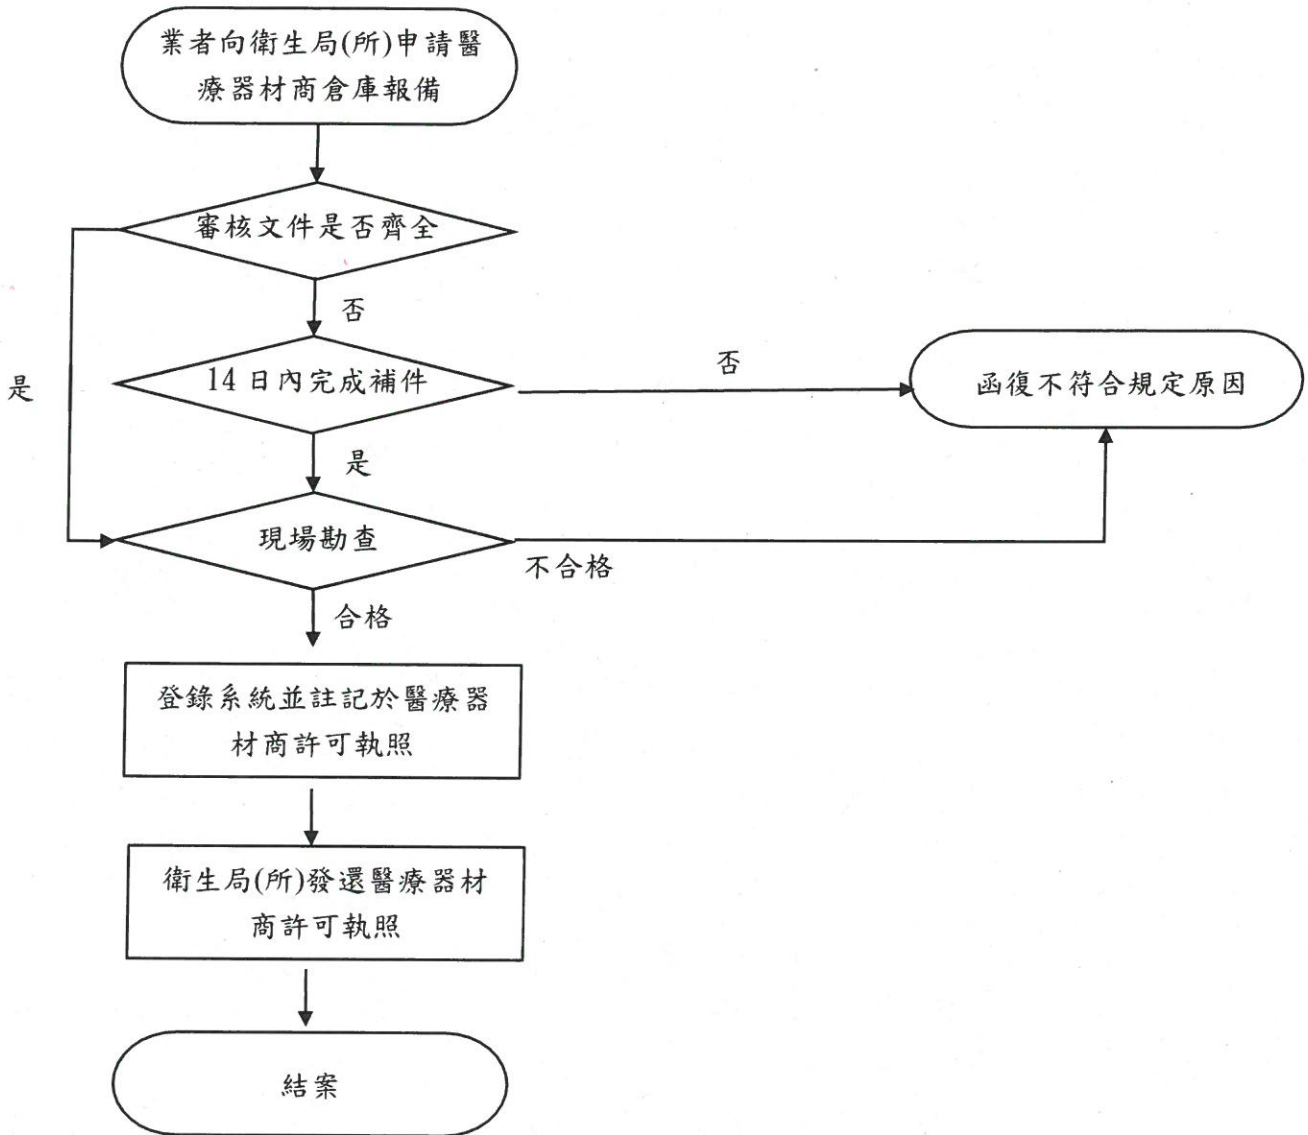 業者向衛生局(所)申請醫
療器材商倉庫報備
審核文件是否齊全
否
是
14 日內完成補件
否
函復不符合規定原因
是
現場勘查
不合格
合格
登錄系統並註記於醫療器
材商許可執照
衛生局(所)發還醫療器材
商許可執照
結案